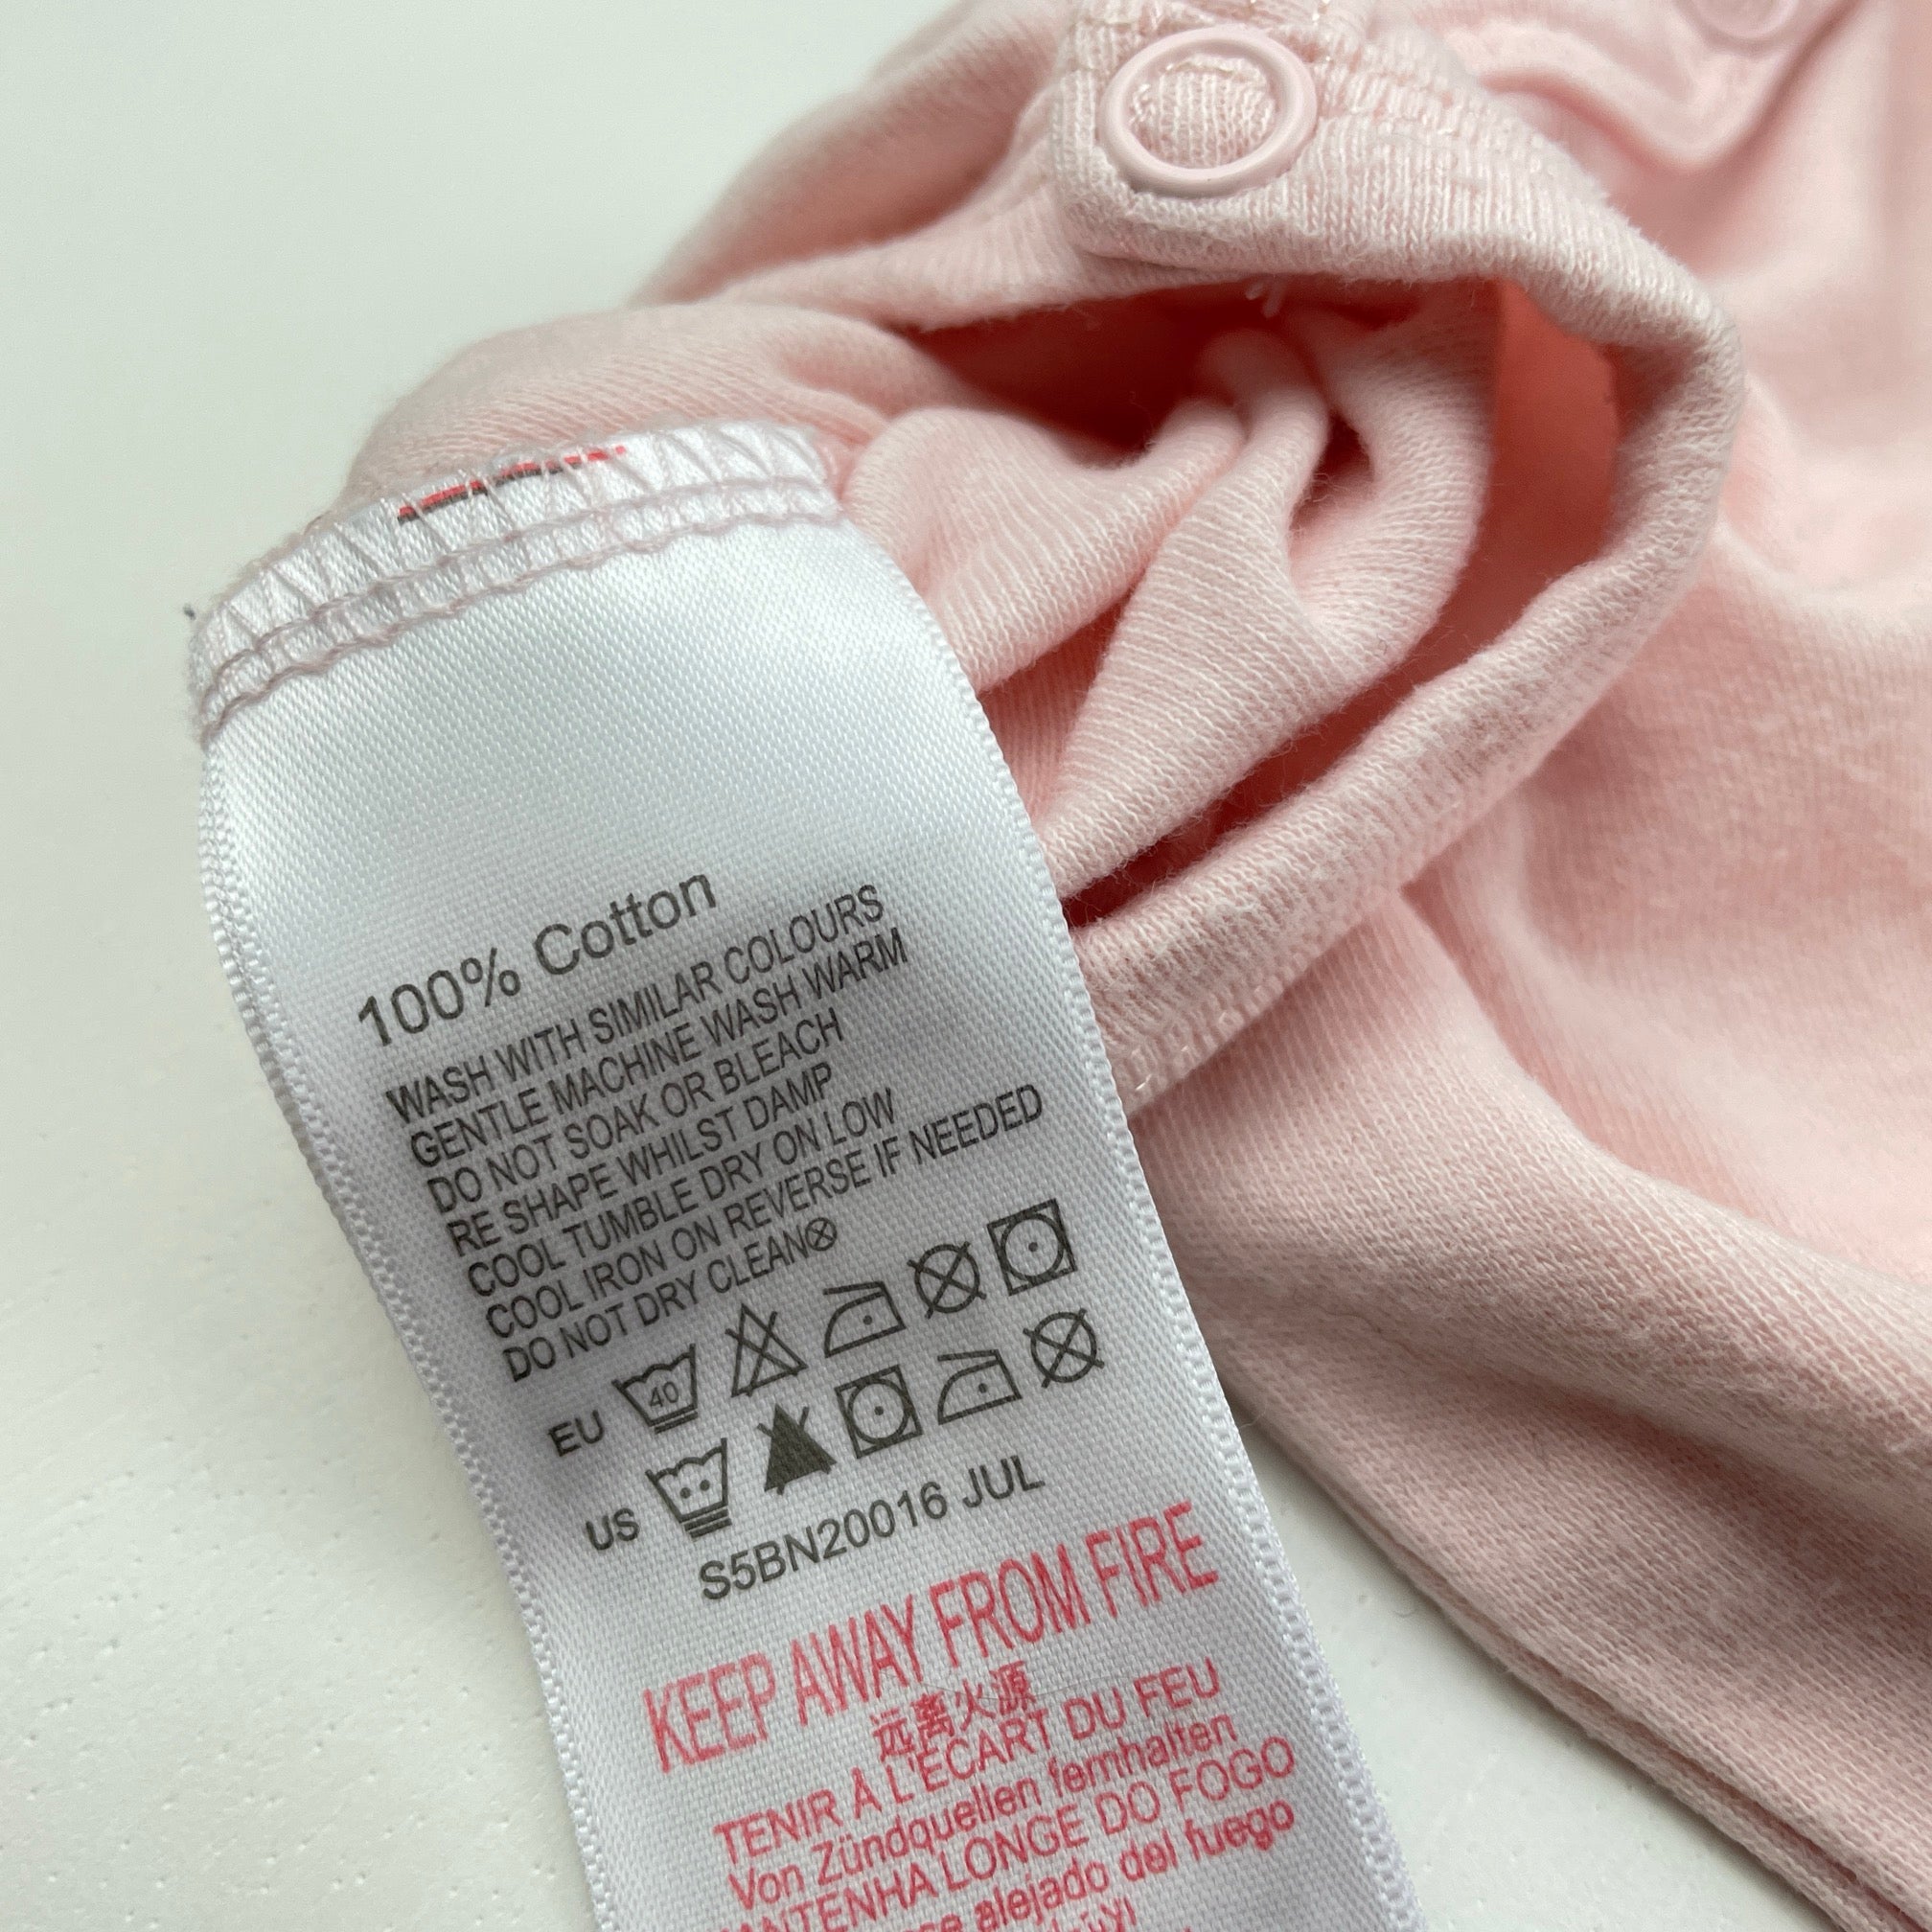 100% Cotton
WASH WITH SIMILAR COLOURS
GENTLE MACHINE WASH WARM
DO NOT SOAK OR BLEACH
RE SHAPE WHILST DAMP
COOL TUMBLE DRY ON LOW
COOL IRON ON REVERSE IF NEEDED
DO NOT DRY CLEAN
EU 40
US
S5BN20016 JUL
KEEP AWAY FROM FIRE
远离火源
TENIR À L'ÉCART DU FEU
Von Zündquellen fernhalten
LONGE DO FOGO
alejado del fuego